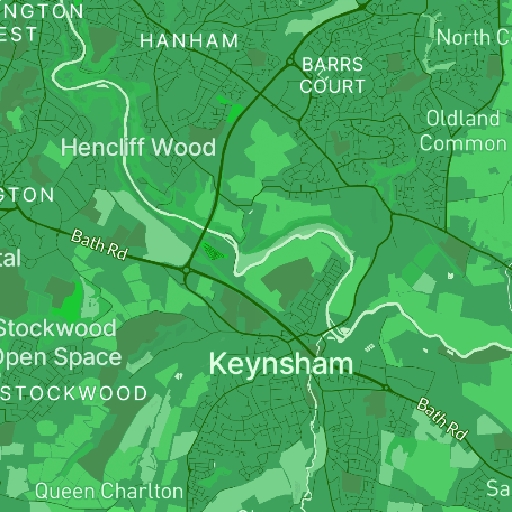 NGTON
EST
HANHAM
BARRS
COURT
North C
Oldland
Common
Hencliff Wood
GTON
Bath Rd
tal
Stockwood
Open Space
Keynsham
STOCKWOOD
Bath Rd
Queen Charlton
Sa